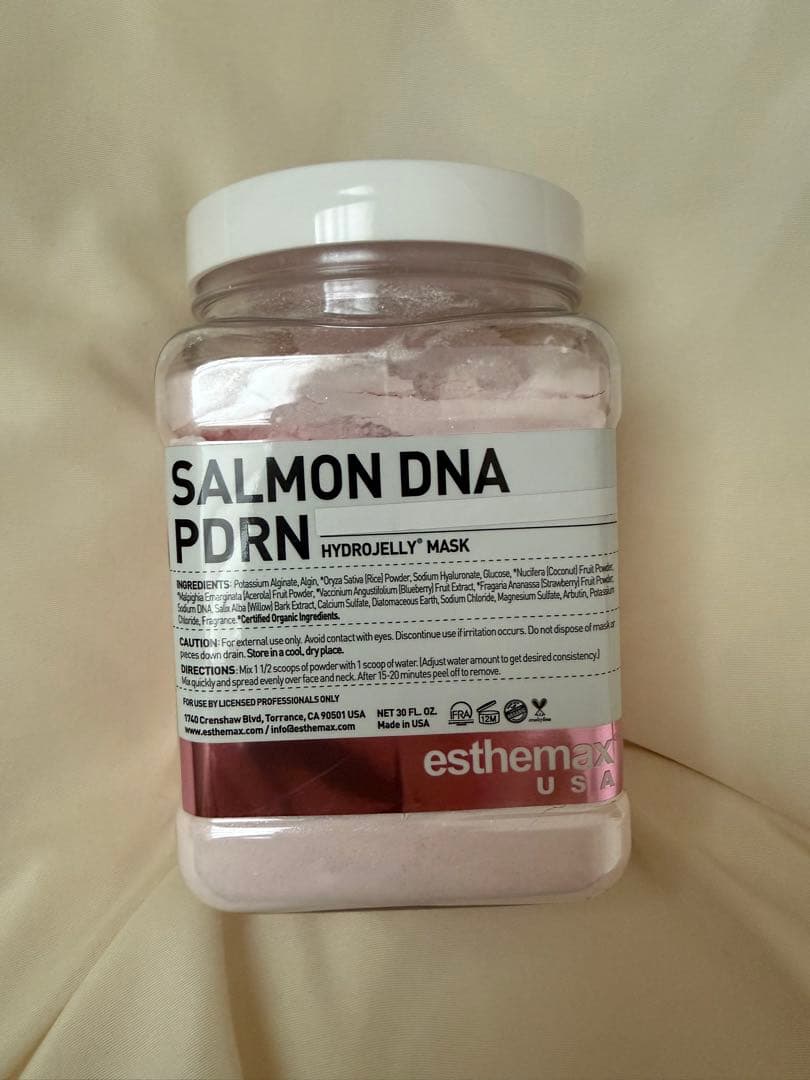 SALMON DNA
PDRN
HYDROJELLY® MASK
INGREDIENTS: Potassium Alginate, Algin, *Oryza Sativa (Rice) Powder, Sodium Hyaluronate, Glucose, *Nucifera (Coconut) Fruit Powder,
*Malpighia Emarginata (Acerola) Fruit Powder, *Vaccinium Angustifolium (Blueberry) Fruit Extract, *Fragaria Ananassa (Strawberry) Fruit Powder,
Sodium DNA, Salix Alba (Willow) Bark Extract, Calcium Sulfate, Diatomaceous Earth, Sodium Chloride, Magnesium Sulfate, Arbutin, Potassium
Chloride, Fragrance. *Certified Organic Ingredients.
CAUTION: For external use only. Avoid contact with eyes. Discontinue use if irritation occurs. Do not dispose of mask or
pieces down drain. Store in a cool, dry place.
DIRECTIONS: Mix 1 1/2 scoops of powder with 1 scoop of water. (Adjust water amount to get desired consistency.)
Mix quickly and spread evenly over face and neck. After 15-20 minutes peel off to remove.
FOR USE BY LICENSED PROFESSIONALS ONLY
1740 Crenshaw Blvd, Torrance, CA 90501 USA NET 30 FL. OZ.
www.esthemax.com / info@esthemax.com Made in USA
IFRA 12M cruelty free
esthemax
USA